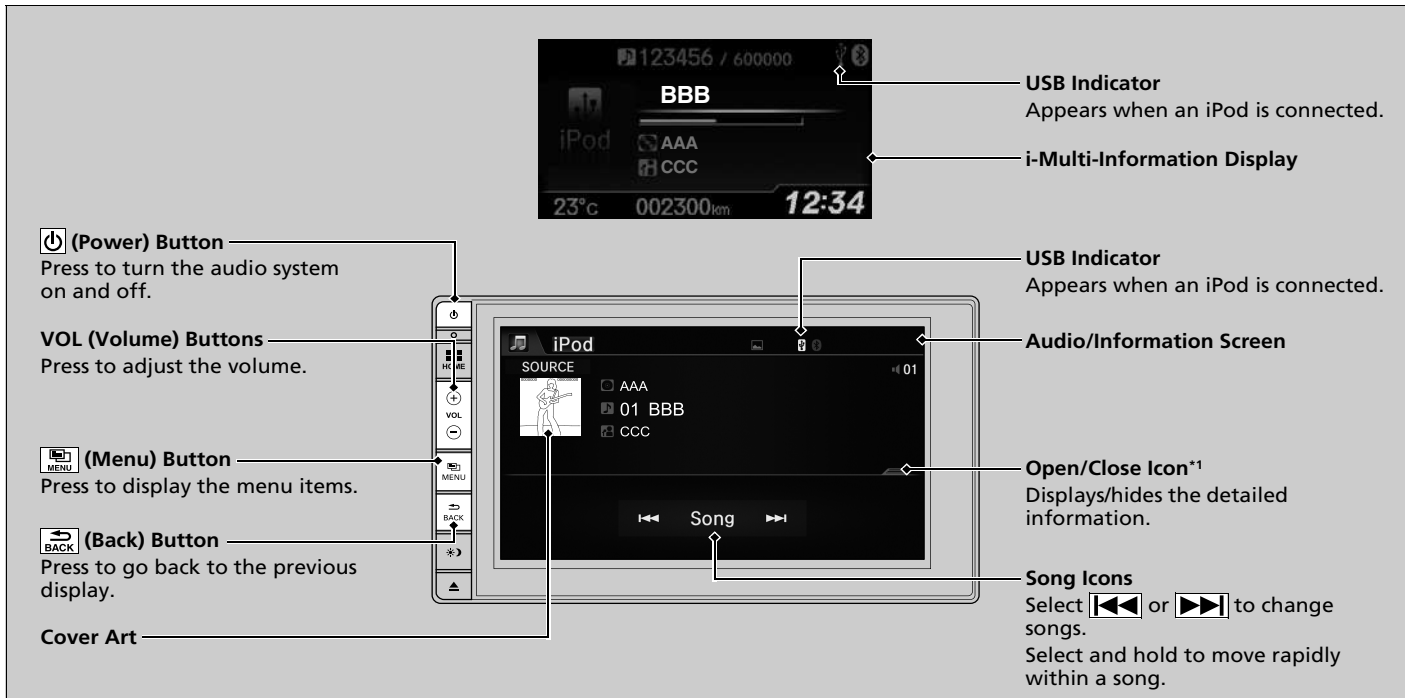 123456 / 600000
BBB
iPod
AAA
CCC
23°c 002300km 12:34
USB Indicator
Appears when an iPod is connected.
i-Multi-Information Display
(Power) Button
Press to turn the audio system
on and off.
VOL (Volume) Buttons
Press to adjust the volume.
MENU (Menu) Button
Press to display the menu items.
BACK (Back) Button
Press to go back to the previous
display.
Cover Art
HOME
VOL
MENU
BACK
iPod
SOURCE
01
AAA
01 BBB
CCC
Song
USB Indicator
Appears when an iPod is connected.
Audio/Information Screen
Open/Close Icon*1
Displays/hides the detailed
information.
Song Icons
Select or to change
songs.
Select and hold to move rapidly
within a song.